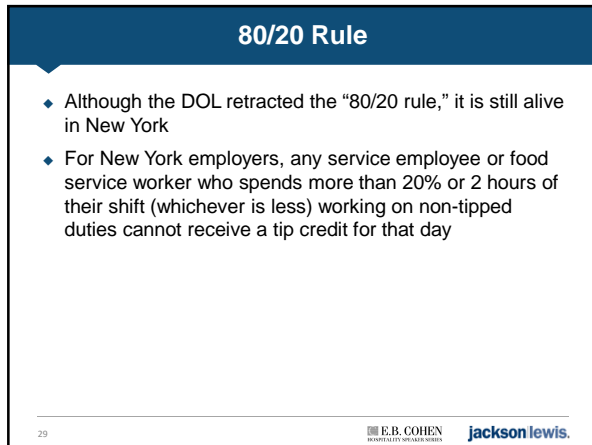 80/20 Rule
Although the DOL retracted the “80/20 rule,” it is still alive
in New York
For New York employers, any service employee or food
service worker who spends more than 20% or 2 hours of
their shift (whichever is less) working on non-tipped
duties cannot receive a tip credit for that day
29
E.B. COHEN
HOSPITALITY SPEAKER SERIES
jackson lewis.